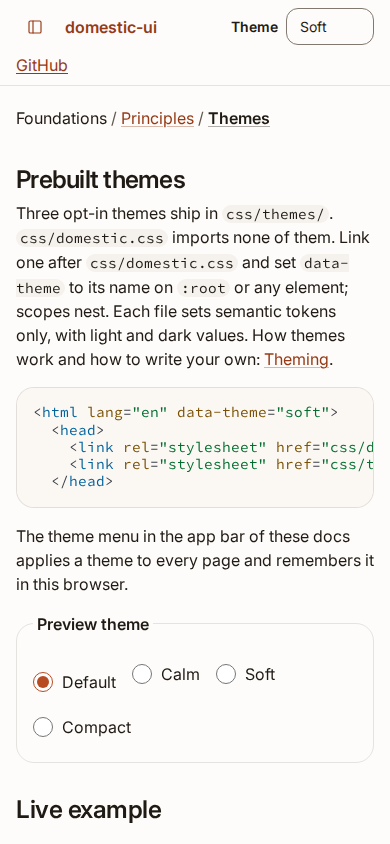 domestic-ui
Theme
Soft
GitHub
Foundations / Principles / Themes
Prebuilt themes
Three opt-in themes ship in css/themes/.
css/domestic.css imports none of them. Link
one after css/domestic.css and set data-
theme to its name on :root or any element;
scopes nest. Each file sets semantic tokens
only, with light and dark values. How themes
work and how to write your own: Theming.
<html lang="en" data-theme="soft">
<head>
<link rel="stylesheet" href="css/d
<link rel="stylesheet" href="css/t
</head>
The theme menu in the app bar of these docs
applies a theme to every page and remembers it
in this browser.
Preview theme
Default Calm Soft
Compact
Live example